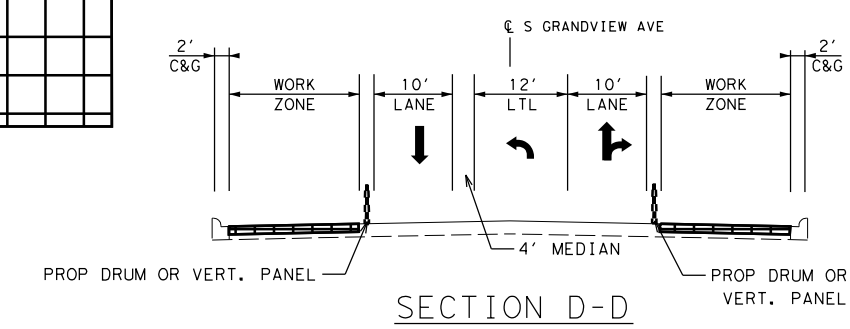 ℄ S GRANDVIEW AVE
2' C&G
WORK ZONE
10' LANE
12' LTL
10' LANE
WORK ZONE
2' C&G
4' MEDIAN
PROP DRUM OR VERT. PANEL
PROP DRUM OR
VERT. PANEL
SECTION D-D